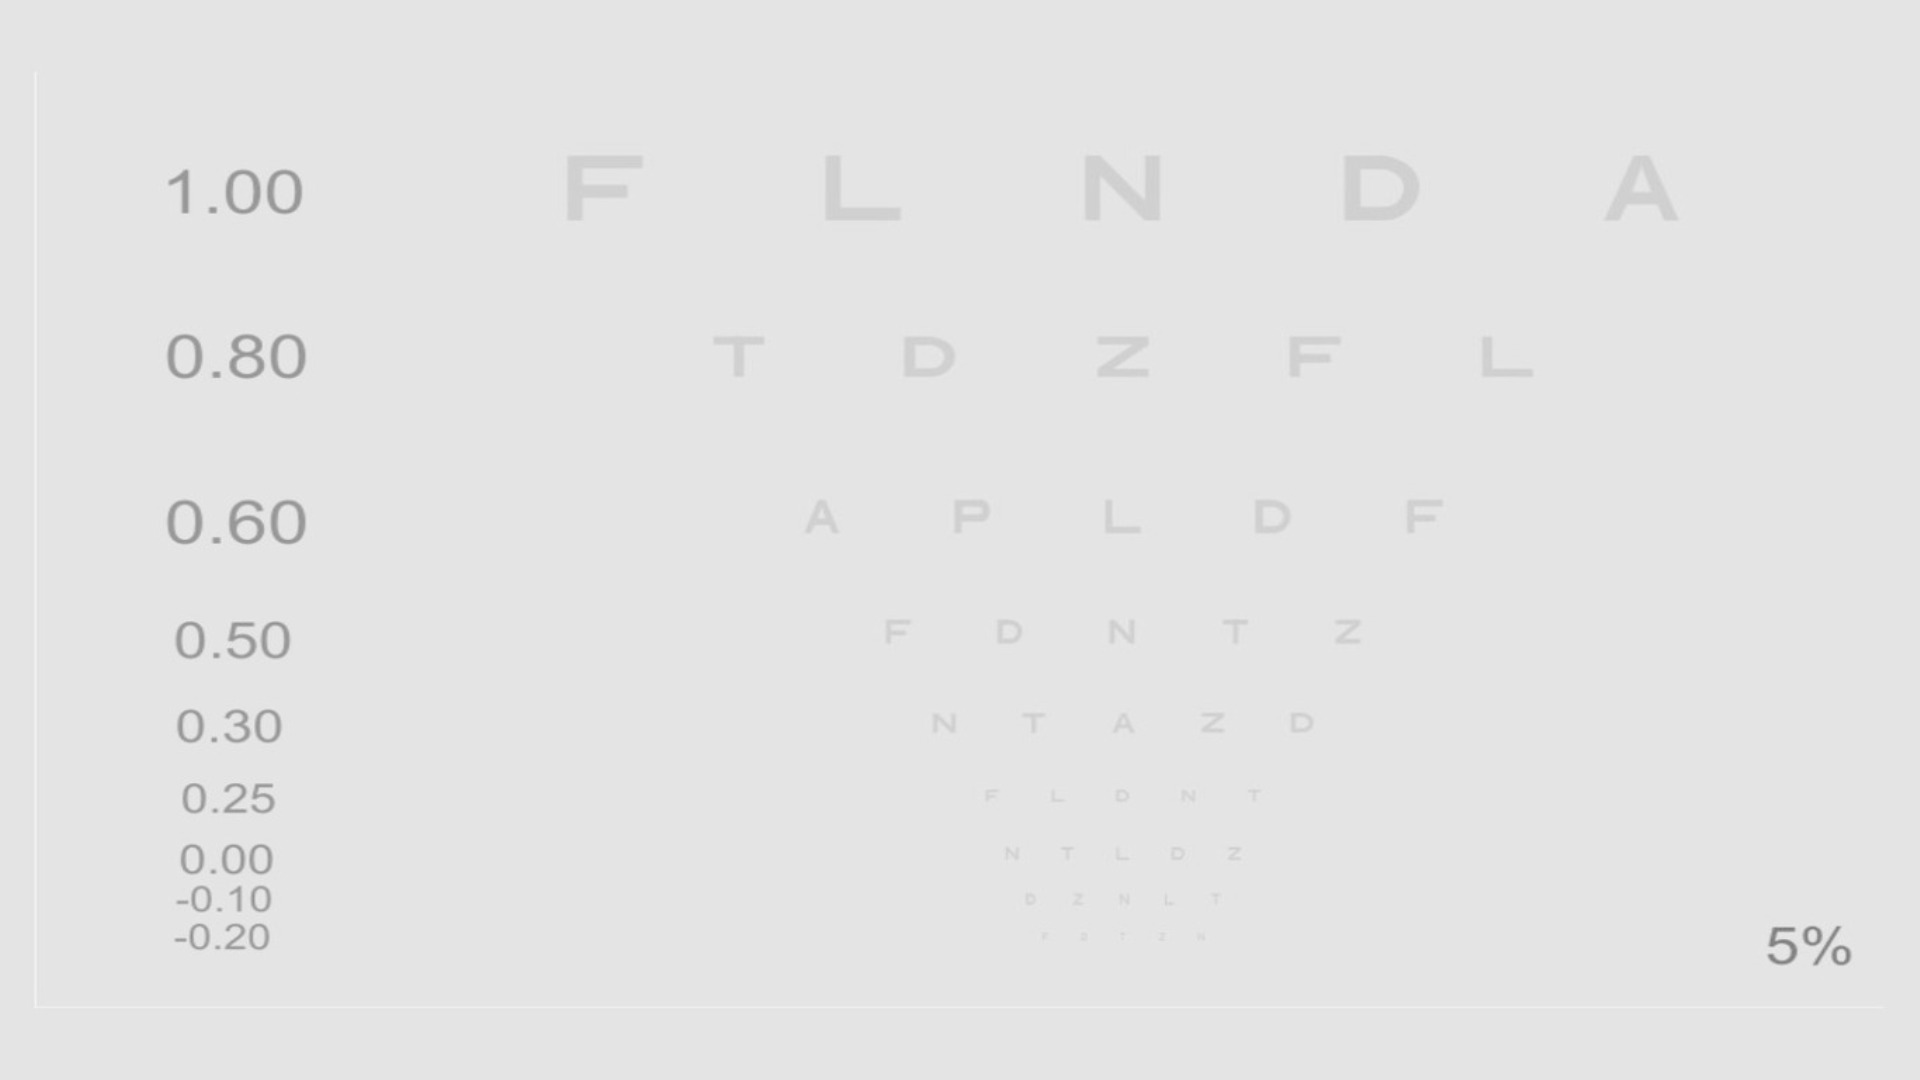 1.00 F L N D A
0.80 T D Z F L
0.60 A P L D F
0.50 F D N T Z
0.30 N T A Z D
0.25 F L D N T
0.00 N T L D Z
-0.10 D Z N L T
-0.20
5%